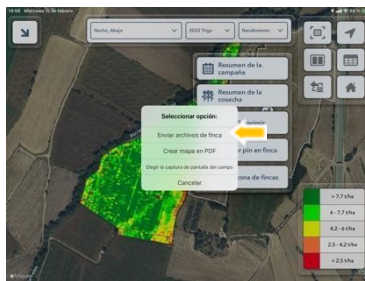 Nacho_Abajo
2022 Trigo
Rendimiento
Resumen de la
campaña
Resumen de la
cosecha
Seleccionar opción:
Enviar archivos de finca
Crear mapa en PDF
Elegir la captura de pantalla del campo
Cancelar
pin en finca
ona de fincas
> 7,7 t/ha
6 - 7,7 t/ha
4,2 - 6 t/ha
2,5 - 4,2 t/ha
< 2,5 t/ha